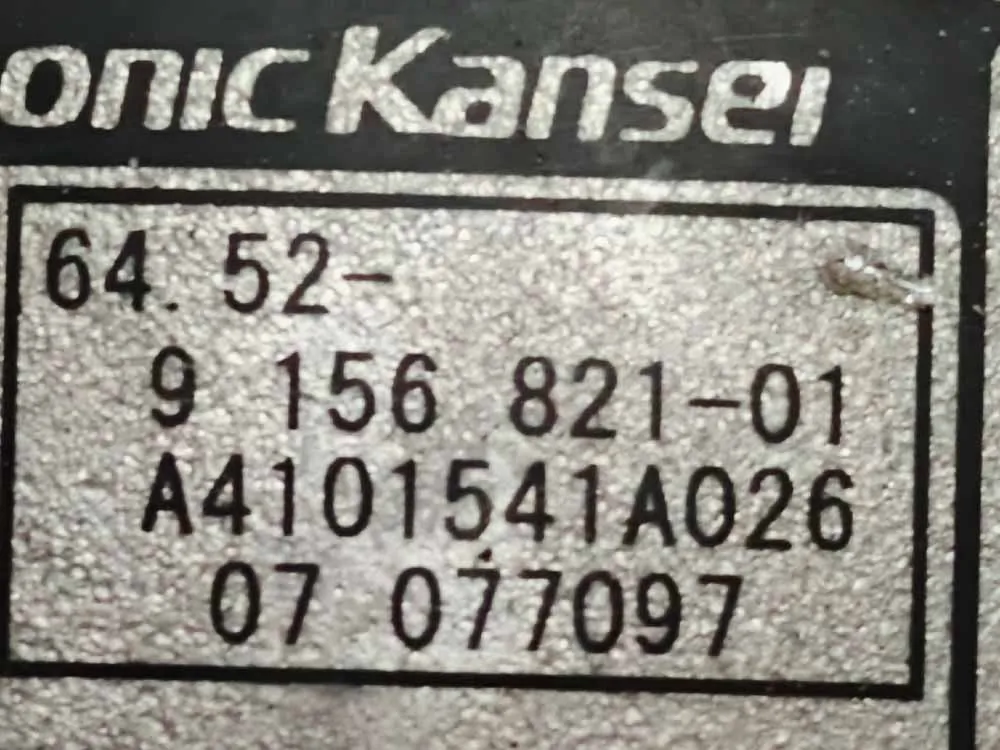 onic Kansei
64. 52-
9 156 821-01
A4101541A026
07 077097